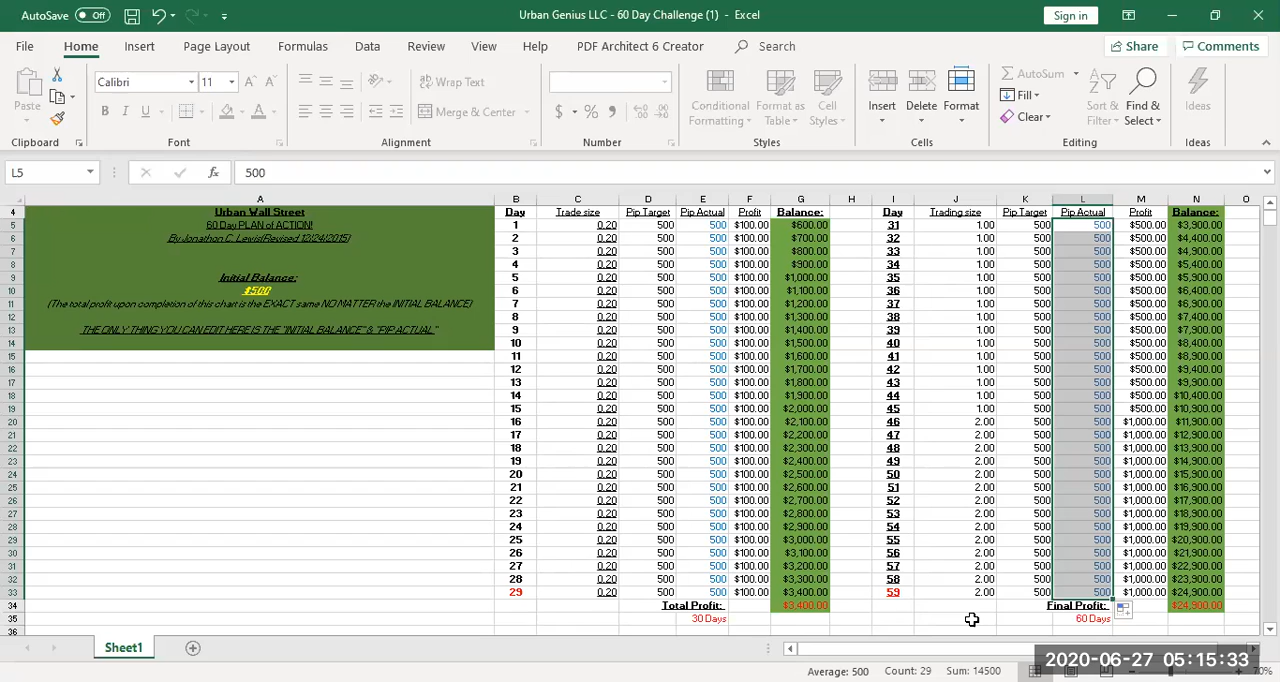 AutoSave Off Urban Genius LLC - 60 Day Challenge (1) - Excel Sign in
File Home Insert Page Layout Formulas Data Review View Help PDF Architect 6 Creator Search Share Comments
Calibri 11 Wrap Text AutoSum
Paste Conditional Format as Cell Insert Delete Format Fill Sort & Find & Ideas
B I U Merge & Center $ % Formatting Table Styles Clear Filter Select
Clipboard Font Alignment Number Styles Cells Editing Ideas
L5 fx 500
A B C D E F G H I J K L M N O
4 Urban Wall Street Day Trade size Pip Target Pip Actual Profit Balance: Day Trading size Pip Target Pip Actual Profit Balance:
5 60 Day PLAN of ACTION! 1 0.20 500 500 $100.00 $600.00 31 1.00 500 500 $500.00 $3,900.00
6 By Jonathon C. Lewis(Revised 13/24/2015) 2 0.20 500 500 $100.00 $700.00 32 1.00 500 500 $500.00 $4,400.00
7 3 0.20 500 500 $100.00 $800.00 33 1.00 500 500 $500.00 $4,900.00
8 4 0.20 500 500 $100.00 $900.00 34 1.00 500 500 $500.00 $5,400.00
9 Initial Balance: 5 0.20 500 500 $100.00 $1,000.00 35 1.00 500 500 $500.00 $5,900.00
10 $500 6 0.20 500 500 $100.00 $1,100.00 36 1.00 500 500 $500.00 $6,400.00
11 (The total profit upon completion of this chart is the EXACT same NO MATTER the INITIAL BALANCE) 7 0.20 500 500 $100.00 $1,200.00 37 1.00 500 500 $500.00 $6,900.00
12 8 0.20 500 500 $100.00 $1,300.00 38 1.00 500 500 $500.00 $7,400.00
13 THE ONLY THING YOU CAN EDIT HERE IS THE "INITIAL BALANCE" & "PIP ACTUAL" 9 0.20 500 500 $100.00 $1,400.00 39 1.00 500 500 $500.00 $7,900.00
14 10 0.20 500 500 $100.00 $1,500.00 40 1.00 500 500 $500.00 $8,400.00
15 11 0.20 500 500 $100.00 $1,600.00 41 1.00 500 500 $500.00 $8,900.00
16 12 0.20 500 500 $100.00 $1,700.00 42 1.00 500 500 $500.00 $9,400.00
17 13 0.20 500 500 $100.00 $1,800.00 43 1.00 500 500 $500.00 $9,900.00
18 14 0.20 500 500 $100.00 $1,900.00 44 1.00 500 500 $500.00 $10,400.00
19 15 0.20 500 500 $100.00 $2,000.00 45 1.00 500 500 $500.00 $10,900.00
20 16 0.20 500 500 $100.00 $2,100.00 46 2.00 500 500 $1,000.00 $11,900.00
21 17 0.20 500 500 $100.00 $2,200.00 47 2.00 500 500 $1,000.00 $12,900.00
22 18 0.20 500 500 $100.00 $2,300.00 48 2.00 500 500 $1,000.00 $13,900.00
23 19 0.20 500 500 $100.00 $2,400.00 49 2.00 500 500 $1,000.00 $14,900.00
24 20 0.20 500 500 $100.00 $2,500.00 50 2.00 500 500 $1,000.00 $15,900.00
25 21 0.20 500 500 $100.00 $2,600.00 51 2.00 500 500 $1,000.00 $16,900.00
26 22 0.20 500 500 $100.00 $2,700.00 52 2.00 500 500 $1,000.00 $17,900.00
27 23 0.20 500 500 $100.00 $2,800.00 53 2.00 500 500 $1,000.00 $18,900.00
28 24 0.20 500 500 $100.00 $2,900.00 54 2.00 500 500 $1,000.00 $19,900.00
29 25 0.20 500 500 $100.00 $3,000.00 55 2.00 500 500 $1,000.00 $20,900.00
30 26 0.20 500 500 $100.00 $3,100.00 56 2.00 500 500 $1,000.00 $21,900.00
31 27 0.20 500 500 $100.00 $3,200.00 57 2.00 500 500 $1,000.00 $22,900.00
32 28 0.20 500 500 $100.00 $3,300.00 58 2.00 500 500 $1,000.00 $23,900.00
33 29 0.20 500 500 $100.00 $3,400.00 59 2.00 500 500 $1,000.00 $24,900.00
34 Total Profit: $3,400.00 Final Profit: $24,900.00
35 30 Days 60 Days
36
Sheet1
Average: 500 Count: 29 Sum: 14500 70%
2020-06-27 05:15:33